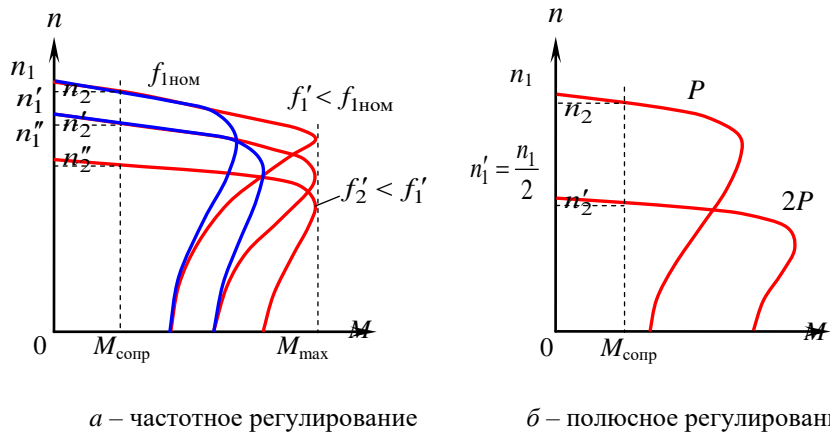 n
n₁
n₂
f₁ном
n₁′
n₂′
f₁′ < f₁ном
n₁″
n₂″
f₂′ < f₁′
0
Mсопр
Mmax
M
а – частотное регулирование
n
n₁
n₂
P
n₁′ = n₁/2
n₂′
2P
0
Mсопр
M
б – полюсное регулировани